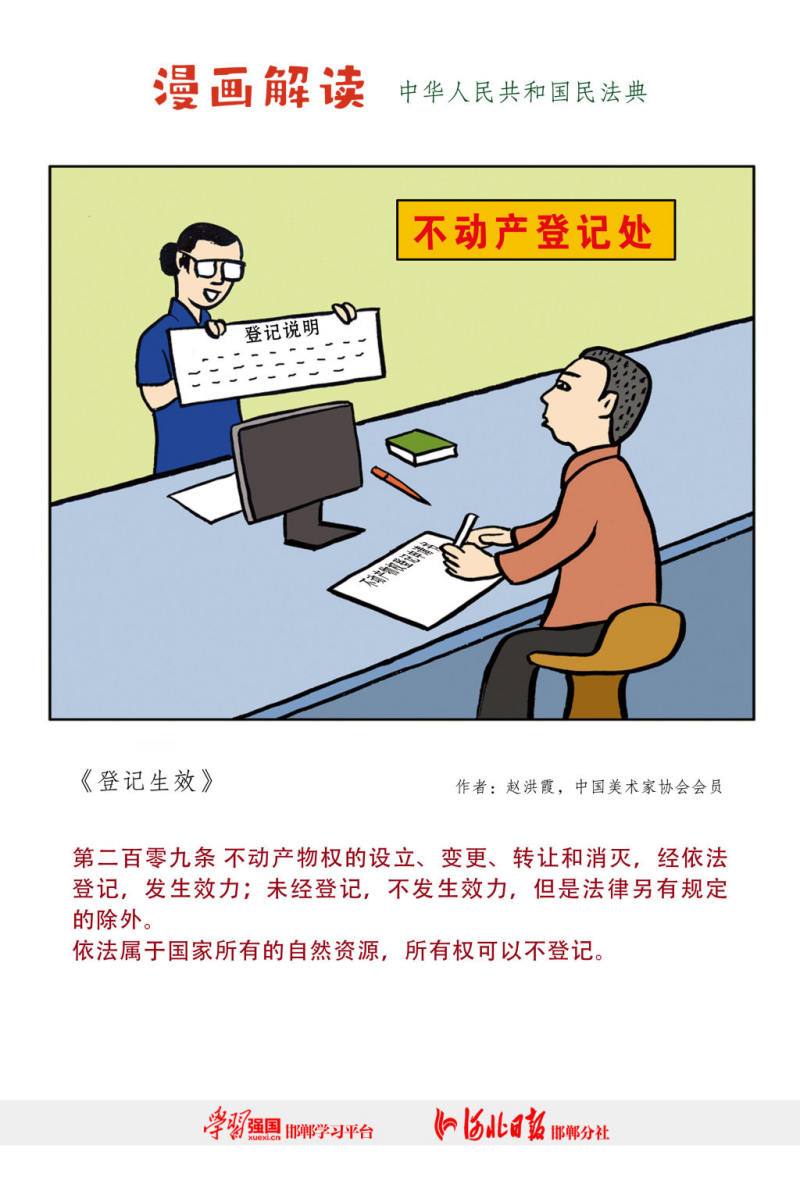 漫画解读 中华人民共和国民法典
不动产登记处
登记说明
《登记生效》
作者：赵洪霞，中国美术家协会会员
第二百零九条 不动产物权的设立、变更、转让和消灭，经依法
登记，发生效力；未经登记，不发生效力，但是法律另有规定
的除外。
依法属于国家所有的自然资源，所有权可以不登记。
学习强国 xuexi.cn 邯郸学习平台
河北日报 邯郸分社